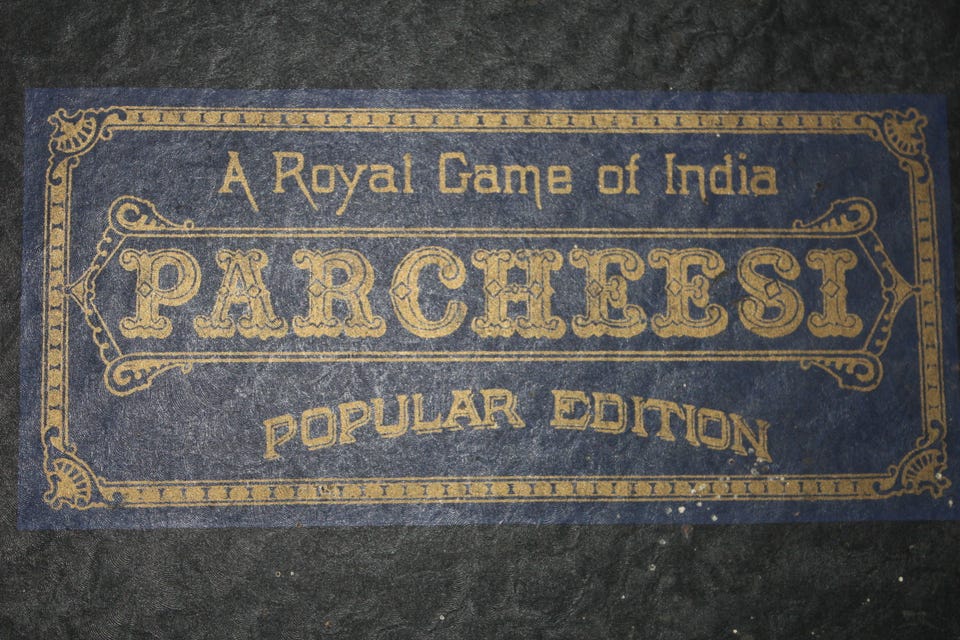 A Royal Game of India
PARCHEESI
POPULAR EDITION